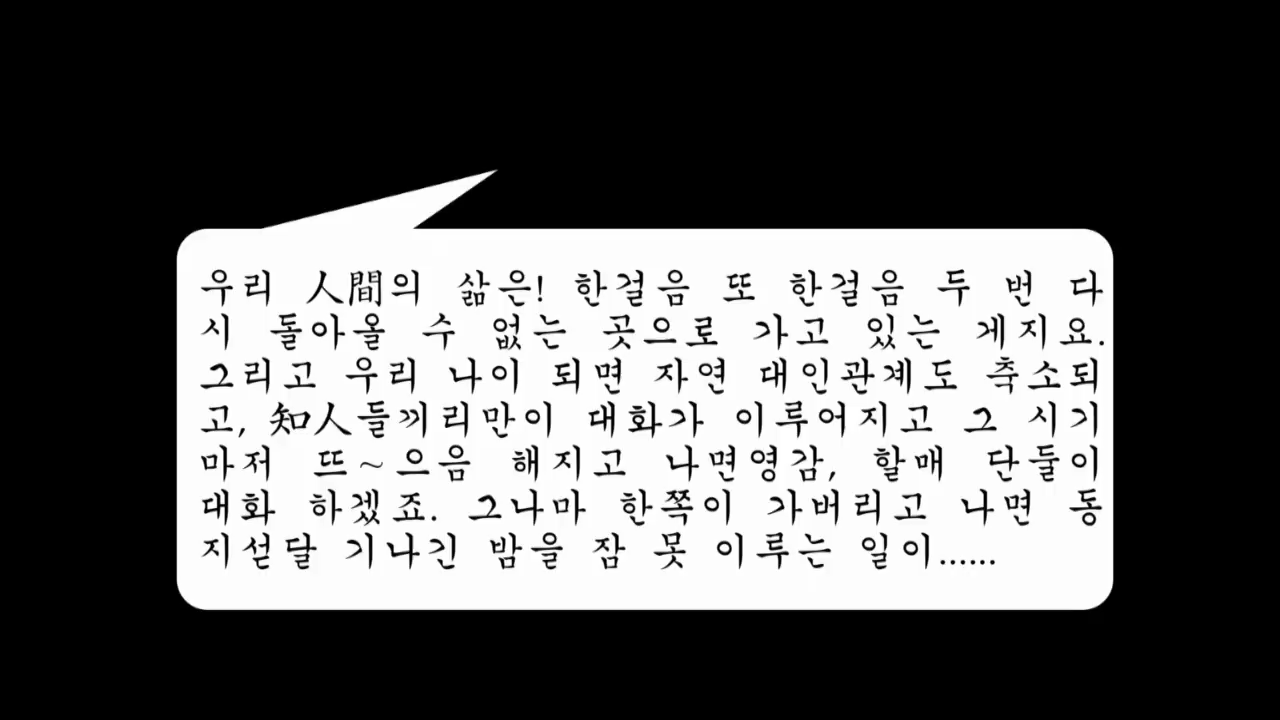 우리 人間의 삶은! 한걸음 또 한걸음 두 번 다
시 돌아올 수 없는 곳으로 가고 있는 게지요.
그리고 우리 나이 되면 자연 대인관계도 축소되
고, 知人들끼리만이 대화가 이루어지고 그 시기
마저 뜨~으음 해지고 나면영감, 할매 단둘이
대화 하겠죠. 그나마 한쪽이 가버리고 나면 동
지섣달 기나긴 밤을 잠 못 이루는 일이......